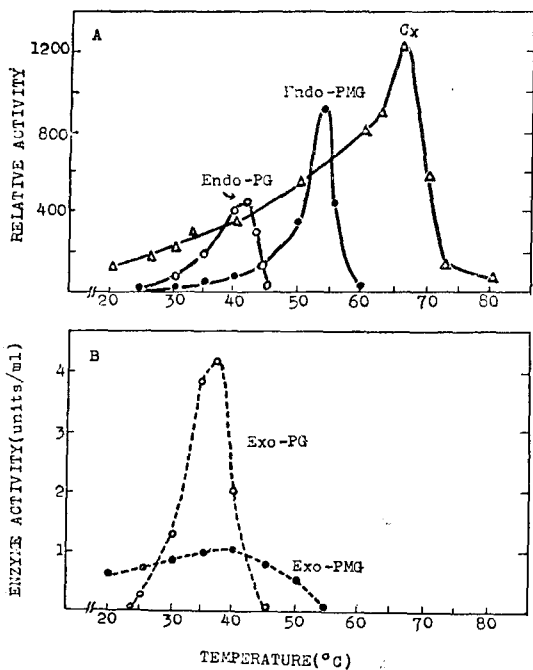 A
Cx
1200
Endo-PMG
800
Endo-PG
400
RELATIVE ACTIVITY
20 30 40 50 60 70 80
B
4
3
Exo-PG
2
1
Exo-PMG
ENZYME ACTIVITY(units/ml)
20 30 40 50 60 70 80
TEMPERATURE(°C)